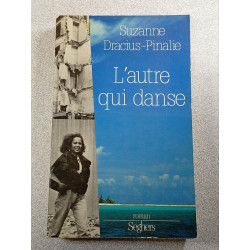 Suzanne
Dracius-Pinalie
L'autre
qui danse
roman
Seghers